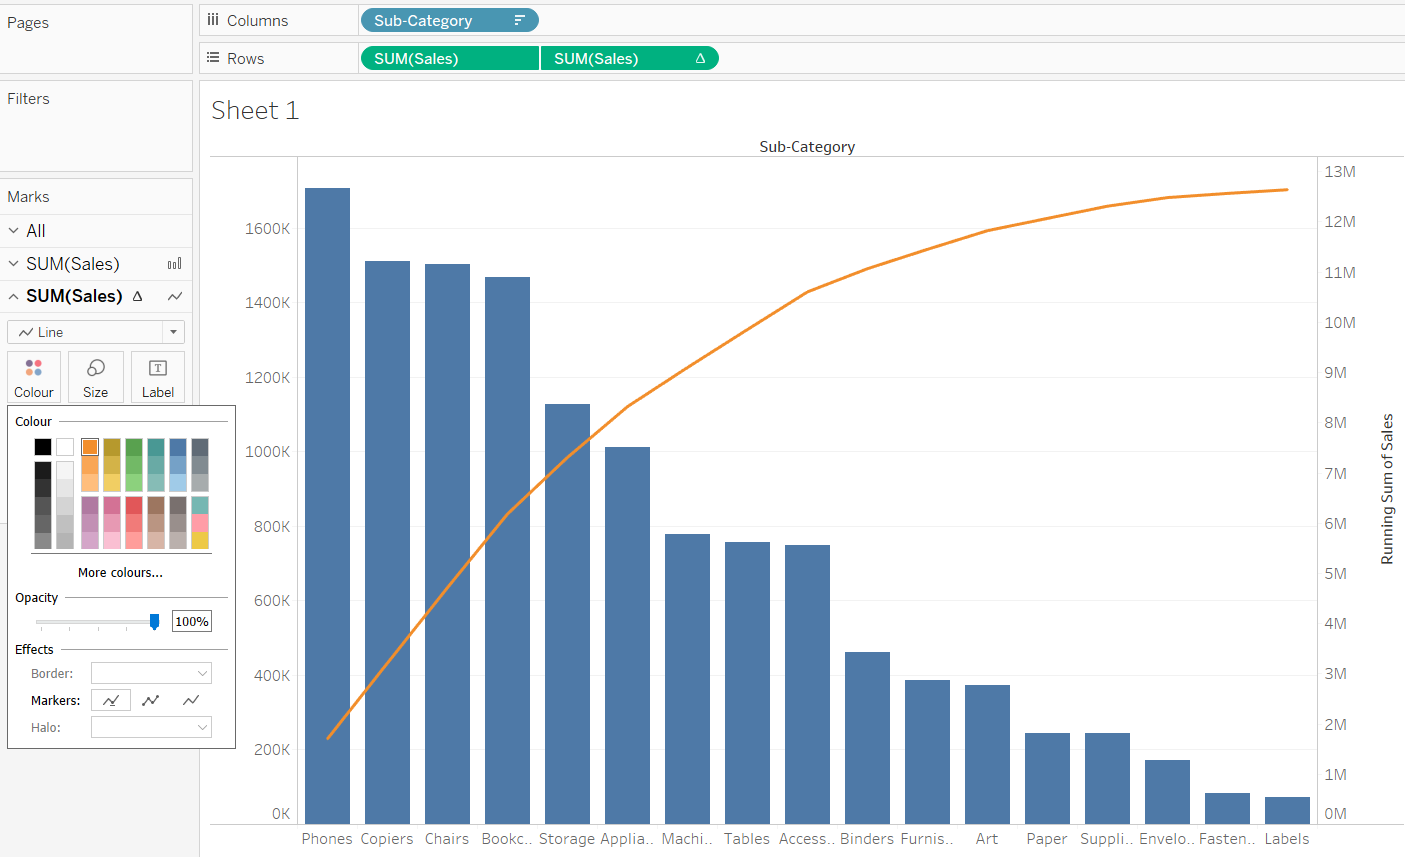 Pages
Columns
Sub-Category
Rows
SUM(Sales)
SUM(Sales) Δ
Filters
Marks
All
SUM(Sales)
SUM(Sales) Δ
Line
Colour
Size
T
Label
Colour
More colours...
Opacity
100%
Effects
Border:
Markers:
Halo:
Sheet 1
Sub-Category
1600K
1400K
1200K
1000K
800K
600K
400K
200K
0K
13M
12M
11M
10M
9M
8M
7M
6M
5M
4M
3M
2M
1M
0M
Running Sum of Sales
Phones Copiers Chairs Bookc.. Storage Applia.. Machi.. Tables Access.. Binders Furnis.. Art Paper Suppli.. Envelo.. Fasten.. Labels